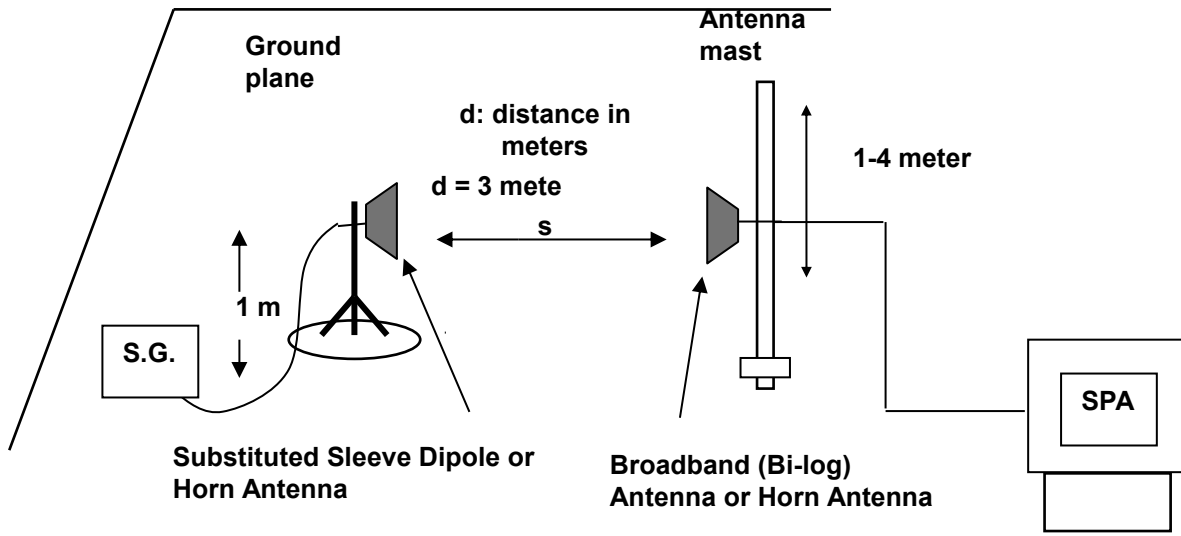 Ground
plane
Antenna
mast
d: distance in
meters
d = 3 mete
s
1-4 meter
1 m
S.G.
SPA
Substituted Sleeve Dipole or
Horn Antenna
Broadband (Bi-log)
Antenna or Horn Antenna